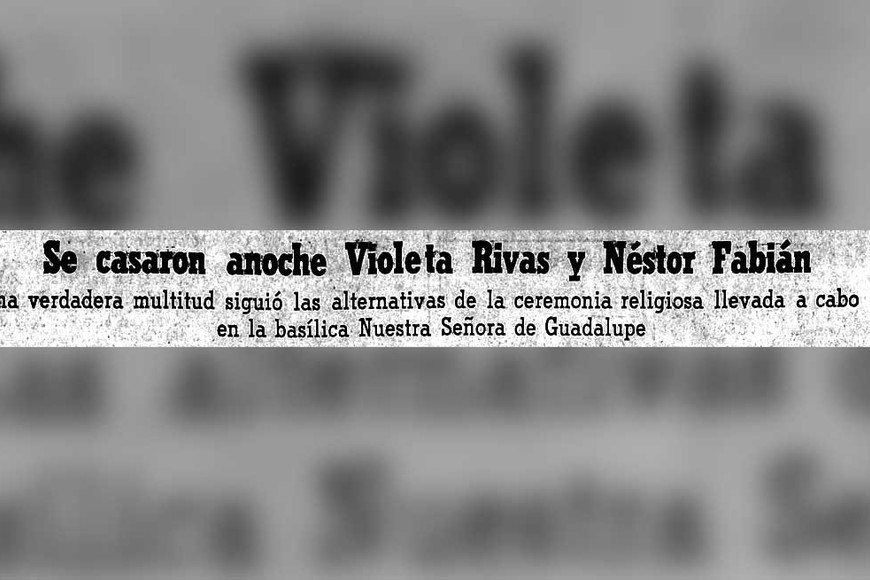 Se casaron anoche Violeta Rivas y Néstor Fabián
na verdadera multitud siguió las alternativas de la ceremonia religiosa llevada a cabo
en la basílica Nuestra Señora de Guadalupe